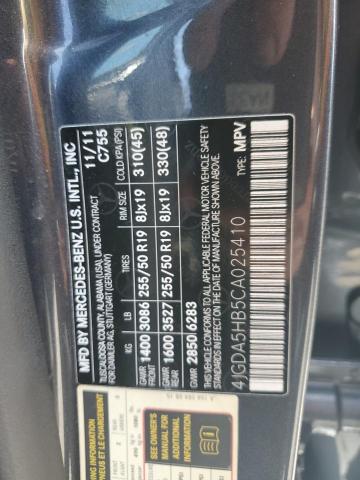 MFD BY MERCEDES-BENZ U.S. INTL., INC
TUSCALOOSA COUNTY, ALABAMA (USA), UNDER CONTRACT
FOR DAIMLER AG, STUTTGART (GERMANY)
11/11
C755
KG LB TIRES RIM SIZE COLD KPA (PSI)
GAWR FRONT 1400 3086 255/50 R19 8Jx19 310(45)
GAWR REAR 1600 3527 255/50 R19 8Jx19 330(48)
GVWR 2850 6283
THIS VEHICLE CONFORMS TO ALL APPLICABLE FEDERAL MOTOR VEHICLE SAFETY
STANDARDS IN EFFECT ON THE DATE OF MANUFACTURE SHOWN ABOVE.
4JGDA5HB5CA025410 TYPE: MPV
LOADING INFORMATION
SEE OWNER'S
MANUAL FOR
ADDITIONAL
INFORMATION